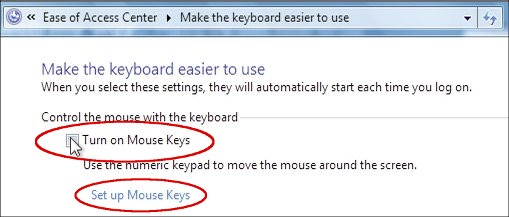 « Ease of Access Center ▸ Make the keyboard easier to use
Make the keyboard easier to use
When you select these settings, they will automatically start each time you log on.
Control the mouse with the keyboard
Turn on Mouse Keys
Use the numeric keypad to move the mouse around the screen.
Set up Mouse Keys